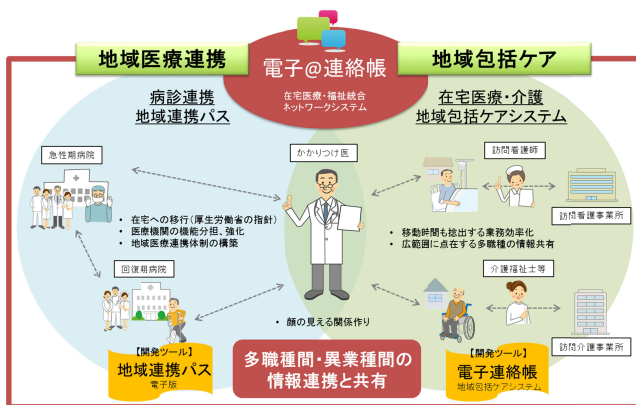 地域医療連携
電子@連絡帳
在宅医療・福祉統合
ネットワークシステム
地域包括ケア
病診連携
地域連携パス
在宅医療・介護
地域包括ケアシステム
急性期病院
かかりつけ医
訪問看護師
訪問看護事業所
• 在宅への移行(厚生労働省の指針)
• 医療機関の機能分担、強化
• 地域医療連携体制の構築
• 移動時間も捻出する業務効率化
• 広範囲に点在する多職種の情報共有
回復期病院
介護福祉士等
• 顔の見える関係作り
訪問介護事業所
【開発ツール】
地域連携パス
電子版
多職種間・異業種間の
情報連携と共有
【開発ツール】
電子連絡帳
地域包括ケアシステム